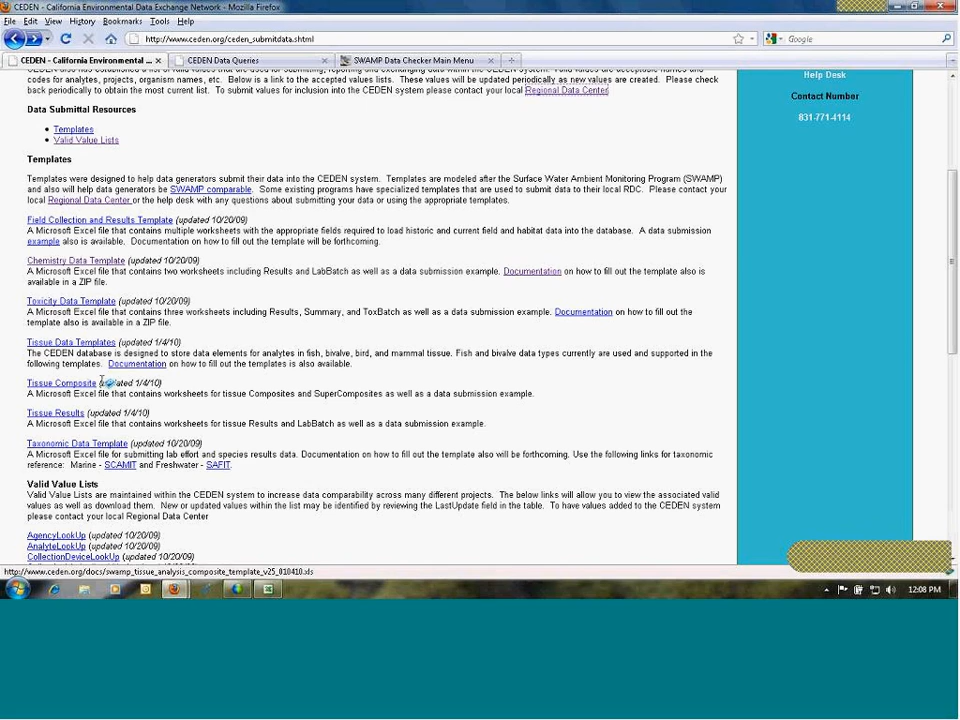 CEDEN - California Environmental Data Exchange Network - Mozilla Firefox
File Edit View History Bookmarks Tools Help
http://www.ceden.org/ceden_submitdata.shtml
Google
CEDEN - California Environmental ...
CEDEN Data Queries
SWAMP Data Checker Main Menu
codes for analytes, projects, organism names, etc. Below is a link to the accepted values lists. These values will be updated periodically as new values are created. Please check
back periodically to obtain the most current list. To submit values for inclusion into the CEDEN system please contact your local Regional Data Center
Help Desk
Contact Number
831-771-4114
Data Submittal Resources
Templates
Valid Value Lists
Templates
Templates were designed to help data generators submit their data into the CEDEN system. Templates are modeled after the Surface Water Ambient Monitoring Program (SWAMP)
and also will help data generators be SWAMP comparable. Some existing programs have specialized templates that are used to submit data to their local RDC. Please contact your
local Regional Data Center or the help desk with any questions about submitting your data or using the appropriate templates.
Field Collection and Results Template (updated 10/20/09)
A Microsoft Excel file that contains multiple worksheets with the appropriate fields required to load historic and current field and habitat data into the database. A data submission
example also is available. Documentation on how to fill out the template will be forthcoming.
Chemistry Data Template (updated 10/20/09)
A Microsoft Excel file that contains two worksheets including Results and LabBatch as well as a data submission example. Documentation on how to fill out the template also is
available in a ZIP file.
Toxicity Data Template (updated 10/20/09)
A Microsoft Excel file that contains three worksheets including Results, Summary, and ToxBatch as well as a data submission example. Documentation on how to fill out the
template also is available in a ZIP file.
Tissue Data Templates (updated 1/4/10)
The CEDEN database is designed to store data elements for analytes in fish, bivalve, bird, and mammal tissue. Fish and bivalve data types currently are used and supported in the
following templates. Documentation on how to fill out the templates is also available.
Tissue Composite (updated 1/4/10)
A Microsoft Excel file that contains worksheets for tissue Composites and SuperComposites as well as a data submission example.
Tissue Results (updated 1/4/10)
A Microsoft Excel file that contains worksheets for tissue Results and LabBatch as well as a data submission example.
Taxonomic Data Template (updated 10/20/09)
A Microsoft Excel file for submitting lab effort and species results data. Documentation on how to fill out the template also will be forthcoming. Use the following links for taxonomic
reference: Marine - SCAMIT and Freshwater - SAFIT.
Valid Value Lists
Valid Value Lists are maintained within the CEDEN system to increase data comparability across many different projects. The below links will allow you to view the associated valid
values as well as download them. New or updated values within the list may be identified by reviewing the LastUpdate field in the table. To have values added to the CEDEN system
please contact your local Regional Data Center
AgencyLookUp (updated 10/20/09)
AnalyteLookUp (updated 10/20/09)
CollectionDeviceLookUp (updated 10/20/09)
http://www.ceden.org/docs/swamp_tissue_analysis_composite_template_v25_010410.xls
12:08 PM